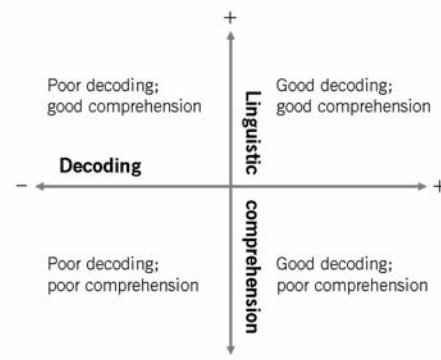 +
Poor decoding;
good comprehension
Good decoding;
good comprehension
Linguistic comprehension
Decoding
−
+
Poor decoding;
poor comprehension
Good decoding;
poor comprehension